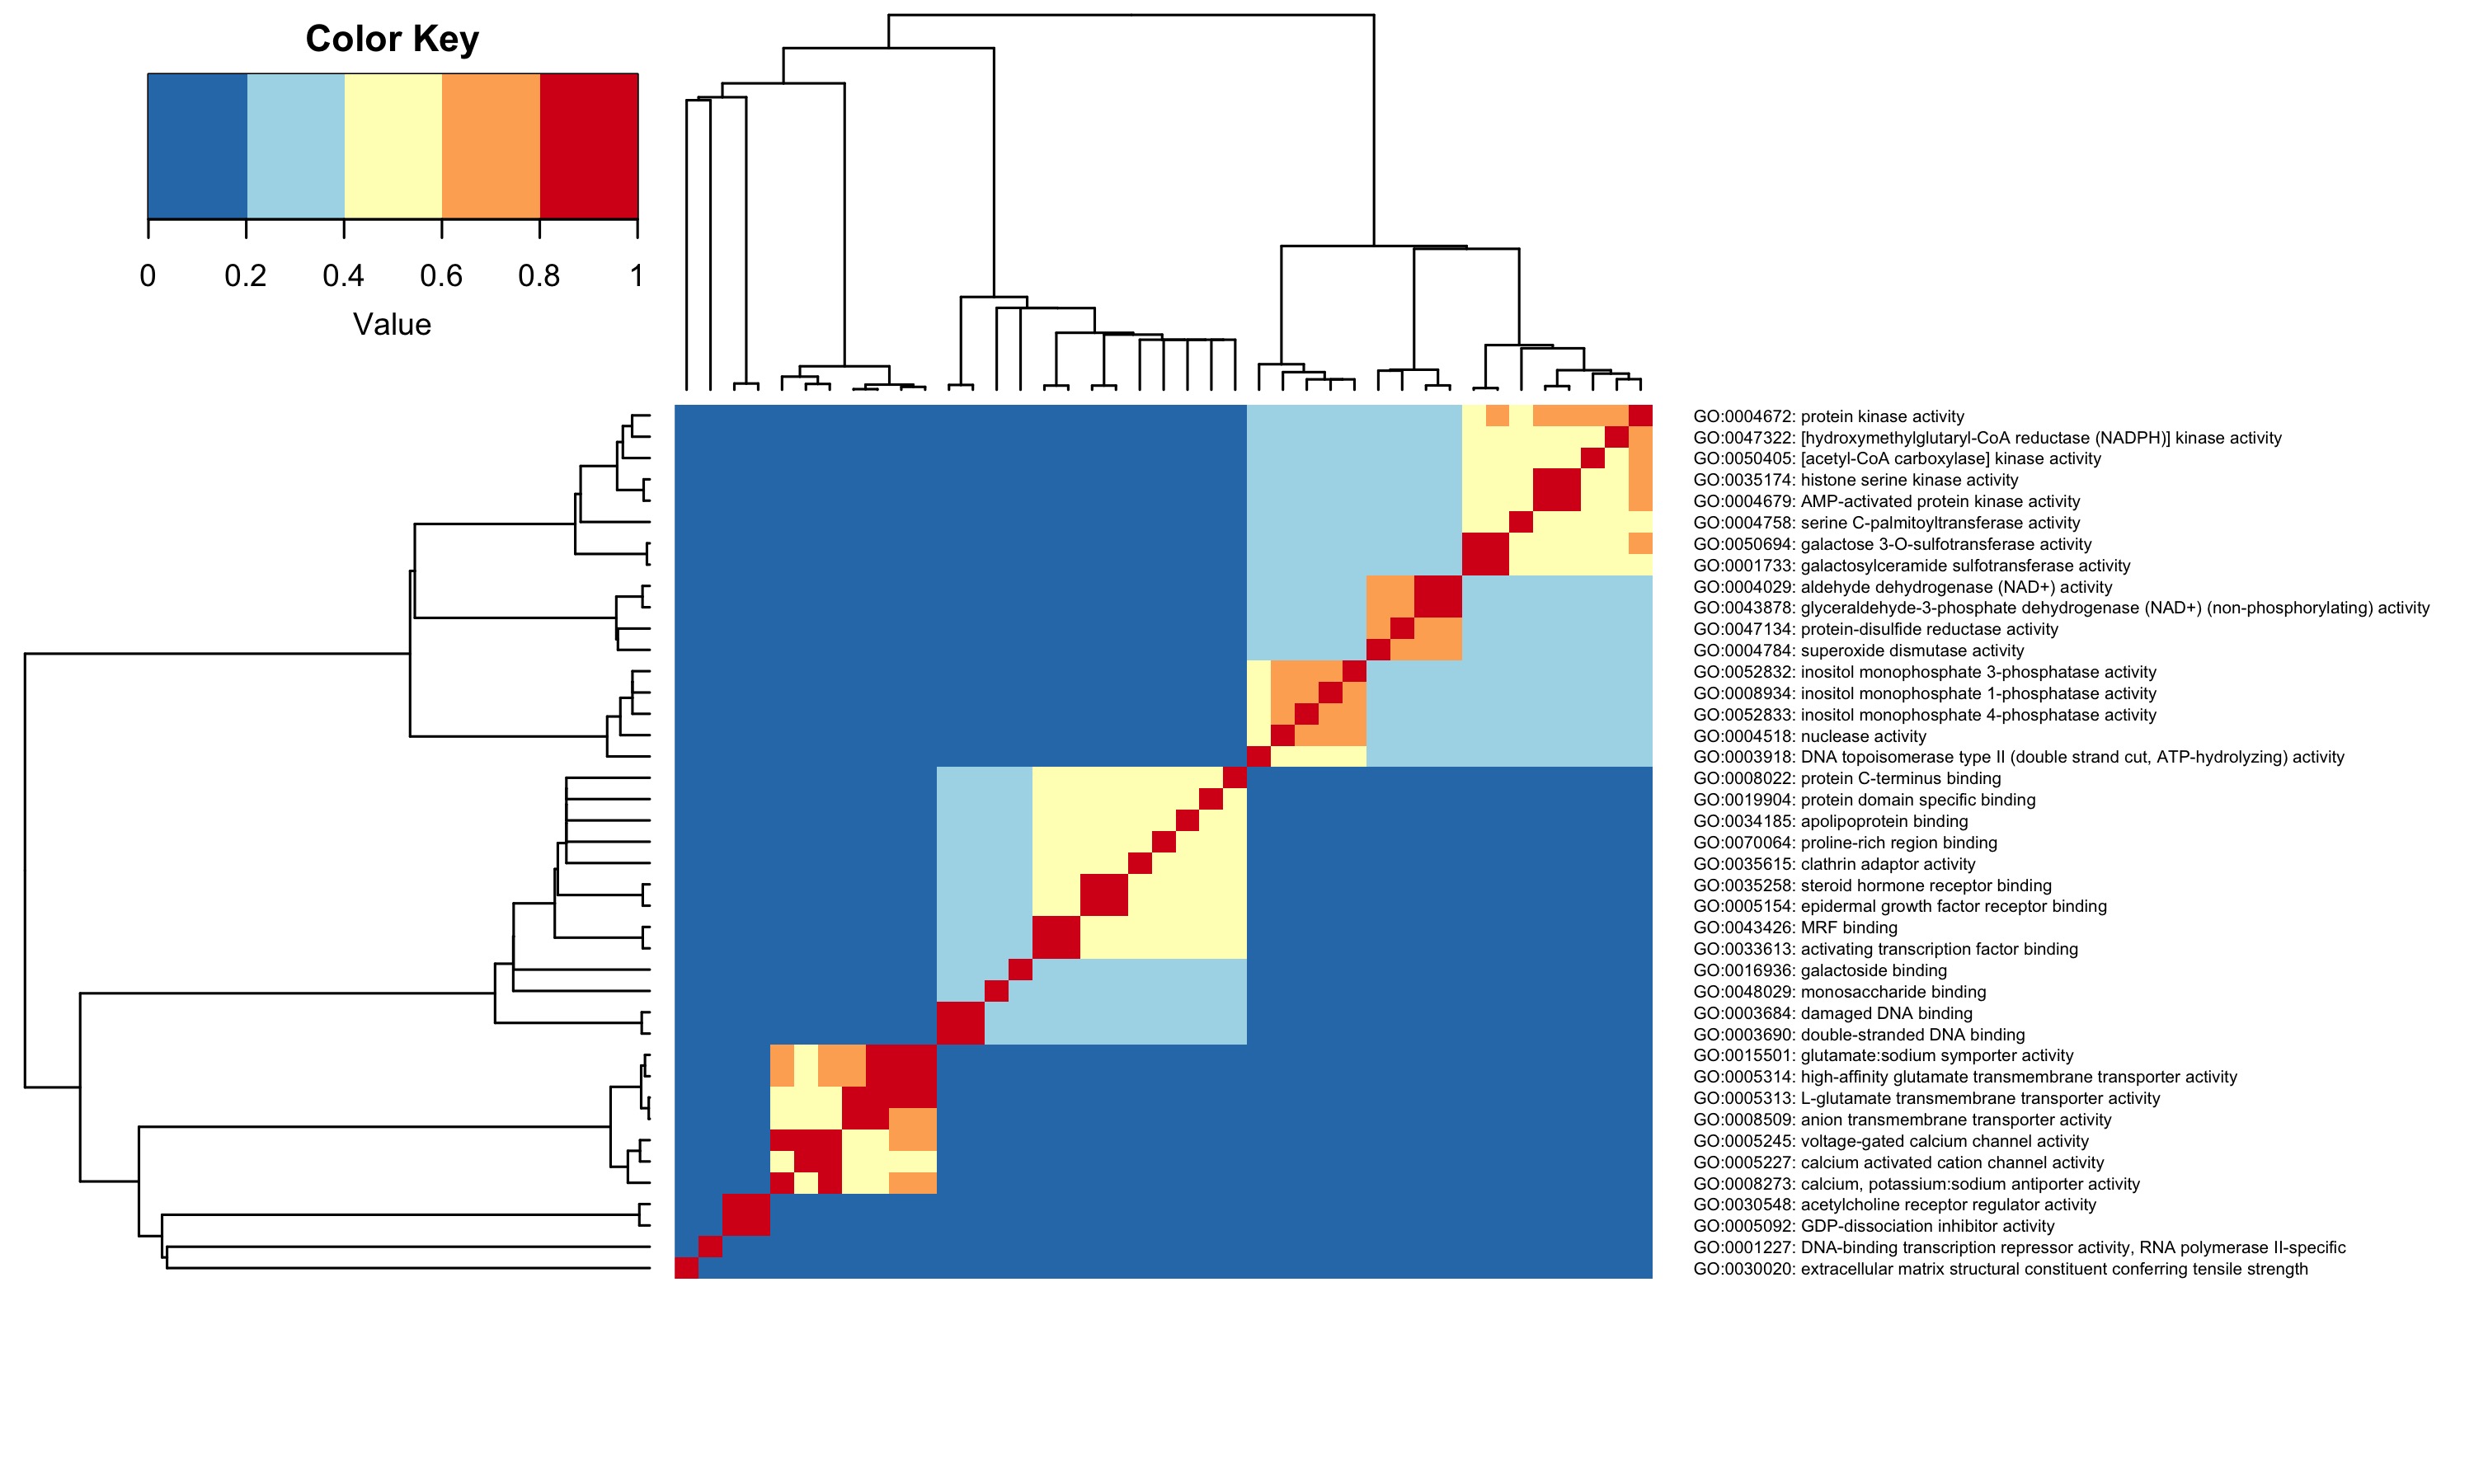 Color Key
0 0.2 0.4 0.6 0.8 1
Value
GO:0004672: protein kinase activity
GO:0047322: [hydroxymethylglutaryl-CoA reductase (NADPH)] kinase activity
GO:0050405: [acetyl-CoA carboxylase] kinase activity
GO:0035174: histone serine kinase activity
GO:0004679: AMP-activated protein kinase activity
GO:0004758: serine C-palmitoyltransferase activity
GO:0050694: galactose 3-O-sulfotransferase activity
GO:0001733: galactosylceramide sulfotransferase activity
GO:0004029: aldehyde dehydrogenase (NAD+) activity
GO:0043878: glyceraldehyde-3-phosphate dehydrogenase (NAD+) (non-phosphorylating) activity
GO:0047134: protein-disulfide reductase activity
GO:0004784: superoxide dismutase activity
GO:0052832: inositol monophosphate 3-phosphatase activity
GO:0008934: inositol monophosphate 1-phosphatase activity
GO:0052833: inositol monophosphate 4-phosphatase activity
GO:0004518: nuclease activity
GO:0003918: DNA topoisomerase type II (double strand cut, ATP-hydrolyzing) activity
GO:0008022: protein C-terminus binding
GO:0019904: protein domain specific binding
GO:0034185: apolipoprotein binding
GO:0070064: proline-rich region binding
GO:0035615: clathrin adaptor activity
GO:0035258: steroid hormone receptor binding
GO:0005154: epidermal growth factor receptor binding
GO:0043426: MRF binding
GO:0033613: activating transcription factor binding
GO:0016936: galactoside binding
GO:0048029: monosaccharide binding
GO:0003684: damaged DNA binding
GO:0003690: double-stranded DNA binding
GO:0015501: glutamate:sodium symporter activity
GO:0005314: high-affinity glutamate transmembrane transporter activity
GO:0005313: L-glutamate transmembrane transporter activity
GO:0008509: anion transmembrane transporter activity
GO:0005245: voltage-gated calcium channel activity
GO:0005227: calcium activated cation channel activity
GO:0008273: calcium, potassium:sodium antiporter activity
GO:0030548: acetylcholine receptor regulator activity
GO:0005092: GDP-dissociation inhibitor activity
GO:0001227: DNA-binding transcription repressor activity, RNA polymerase II-specific
GO:0030020: extracellular matrix structural constituent conferring tensile strength